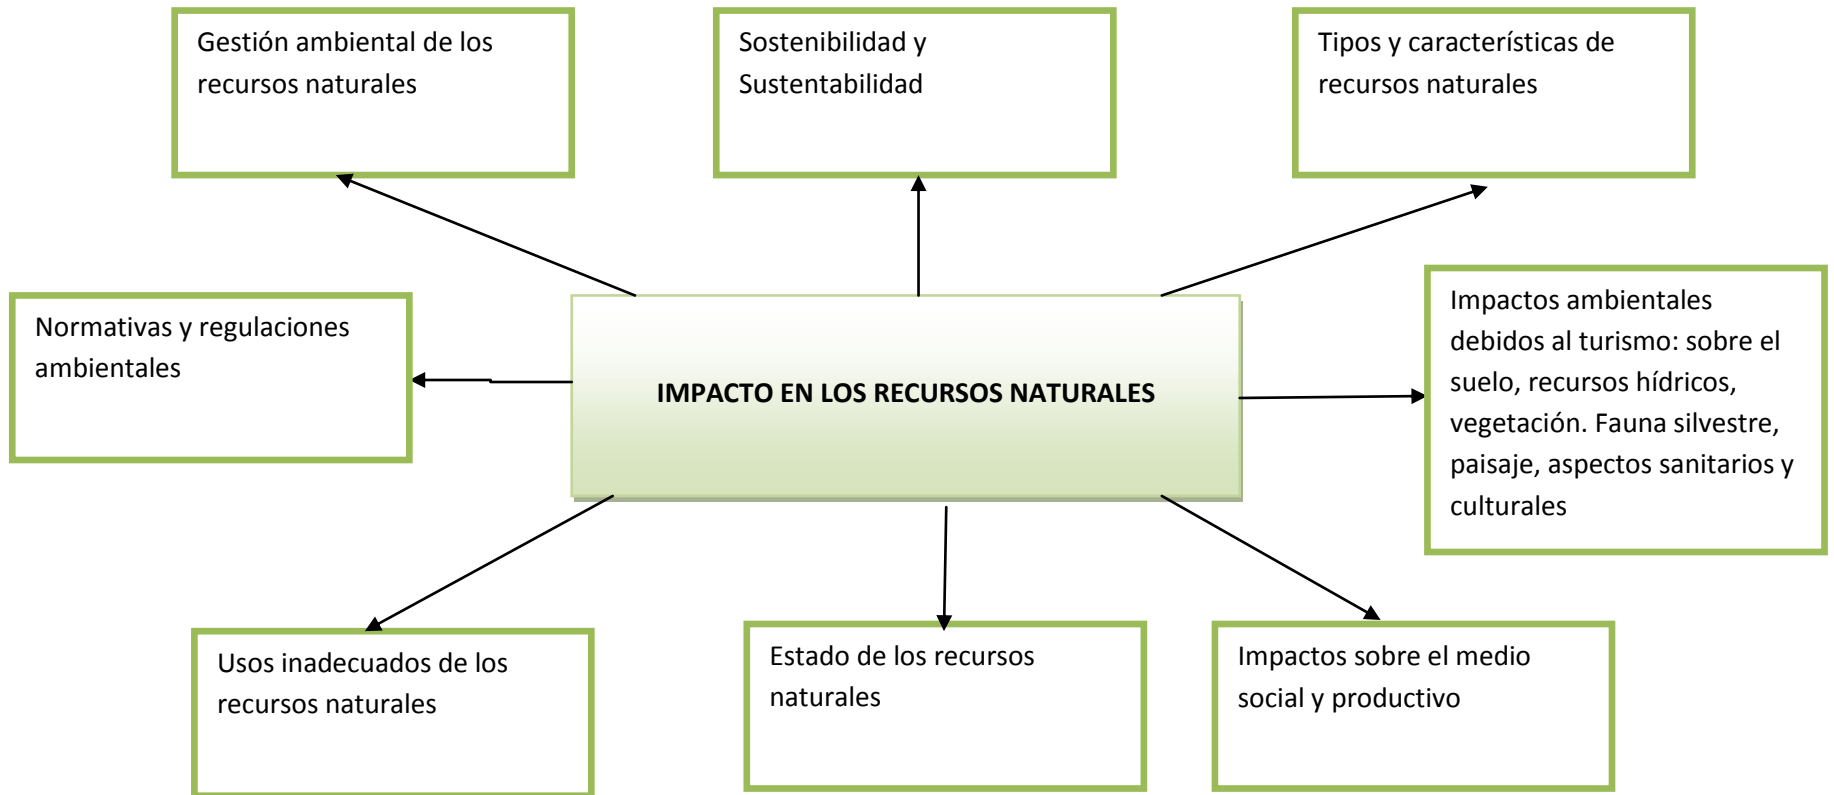 Gestión ambiental de los
recursos naturales
Sostenibilidad y
Sustentabilidad
Tipos y características de
recursos naturales
Normativas y regulaciones
ambientales
IMPACTO EN LOS RECURSOS NATURALES
Impactos ambientales
debidos al turismo: sobre el
suelo, recursos hídricos,
vegetación. Fauna silvestre,
paisaje, aspectos sanitarios y
culturales
Usos inadecuados de los
recursos naturales
Estado de los recursos
naturales
Impactos sobre el medio
social y productivo